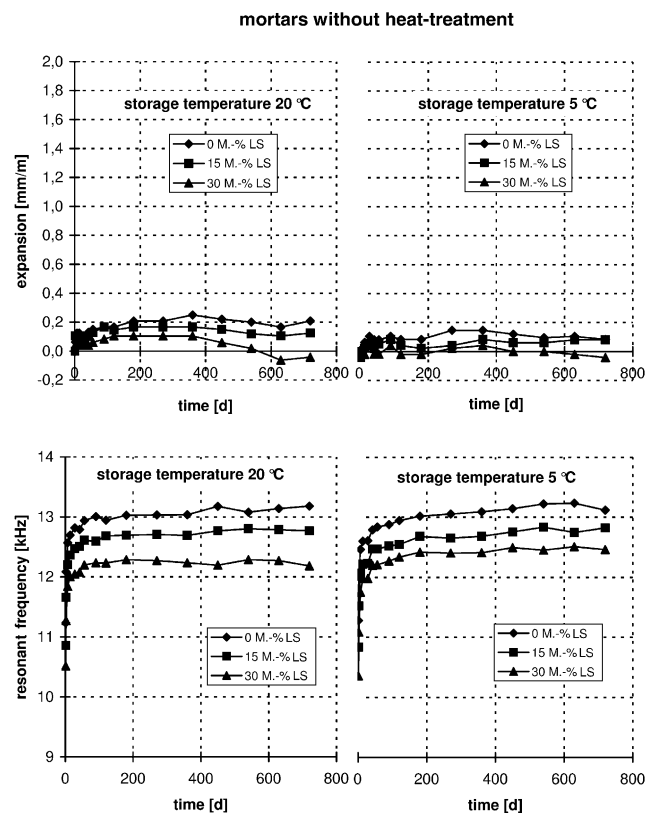 mortars without heat-treatment
2,0
1,8
1,6
1,4
1,2
1,0
0,8
0,6
0,4
0,2
0,0
-0,2
expansion [mm/m]
storage temperature 20 °C
0 M.-% LS
15 M.-% LS
30 M.-% LS
0 200 400 600 800
time [d]
storage temperature 5 °C
0 M.-% LS
15 M.-% LS
30 M.-% LS
0 200 400 600 800
time [d]
14
13
12
11
10
9
resonant frequency [kHz]
storage temperature 20 °C
0 M.-% LS
15 M.-% LS
30 M.-% LS
0 200 400 600 800
time [d]
storage temperature 5 °C
0 M.-% LS
15 M.-% LS
30 M.-% LS
0 200 400 600 800
time [d]